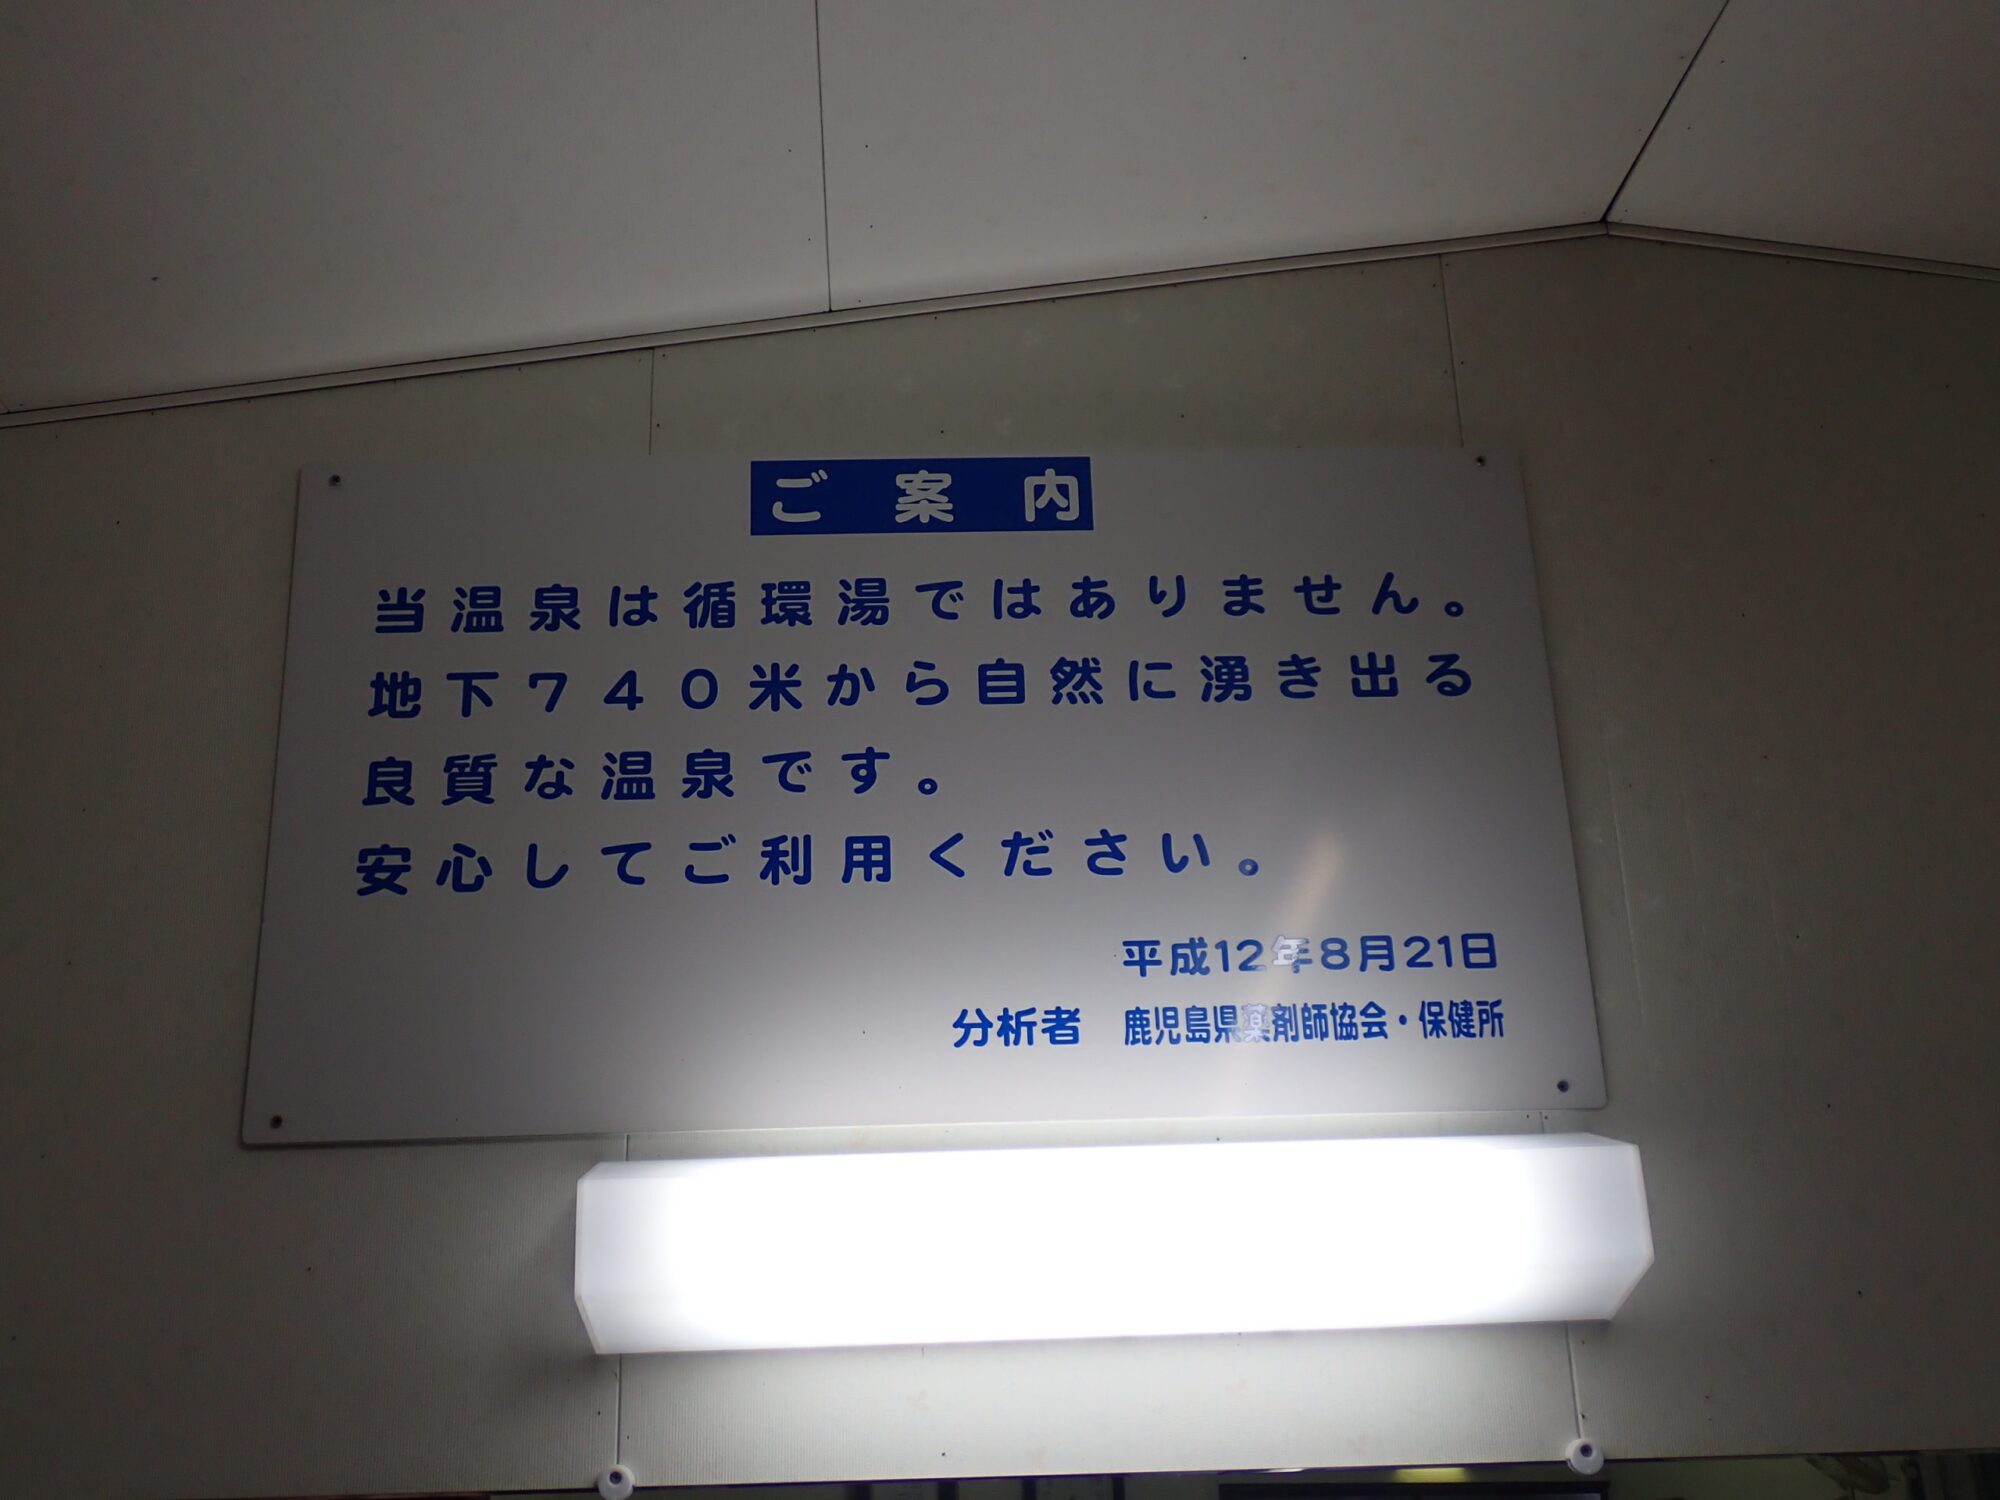 ご案内
当温泉は循環湯ではありません。
地下740米から自然に湧き出る
良質な温泉です。
安心してご利用ください。
平成12年8月21日
分析者 鹿児島県薬剤師協会・保健所